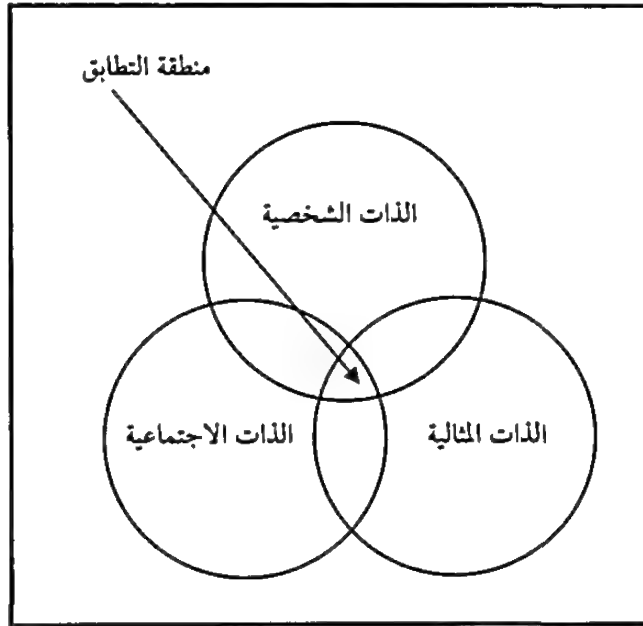 منطقة التطابق
الذات الشخصية
الذات الاجتماعية
الذات المثالية